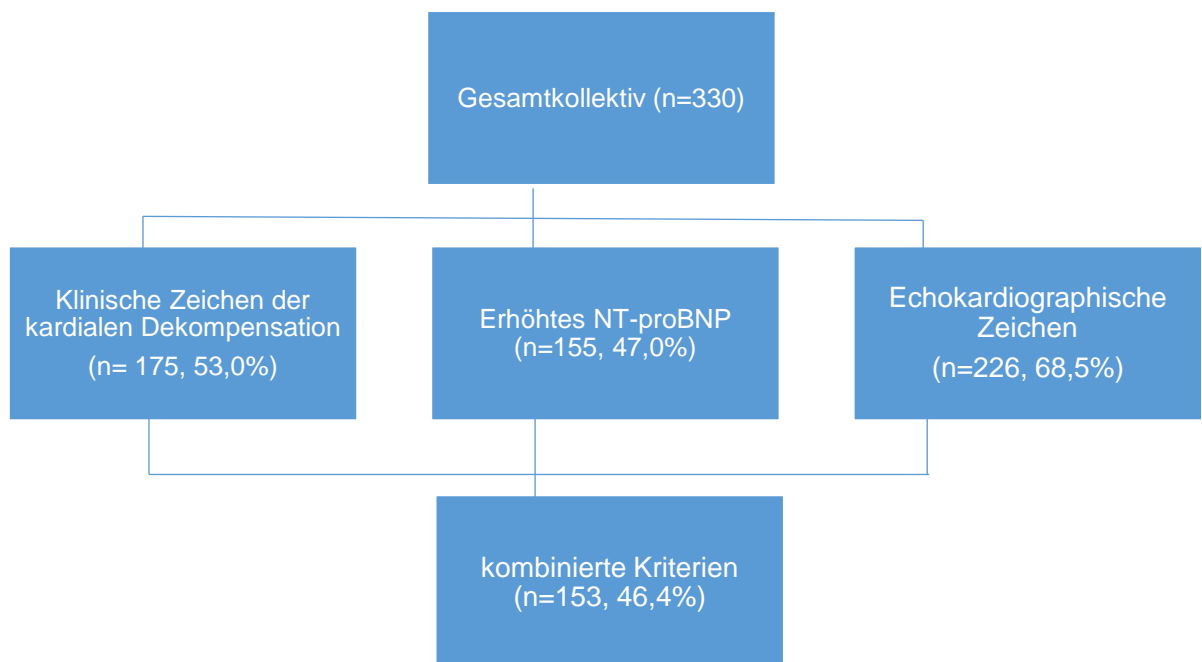 Gesamtkollektiv (n=330)
Klinische Zeichen der
kardialen Dekompensation
(n= 175, 53,0%)
Erhöhtes NT-proBNP
(n=155, 47,0%)
Echokardiographische
Zeichen
(n=226, 68,5%)
kombinierte Kriterien
(n=153, 46,4%)